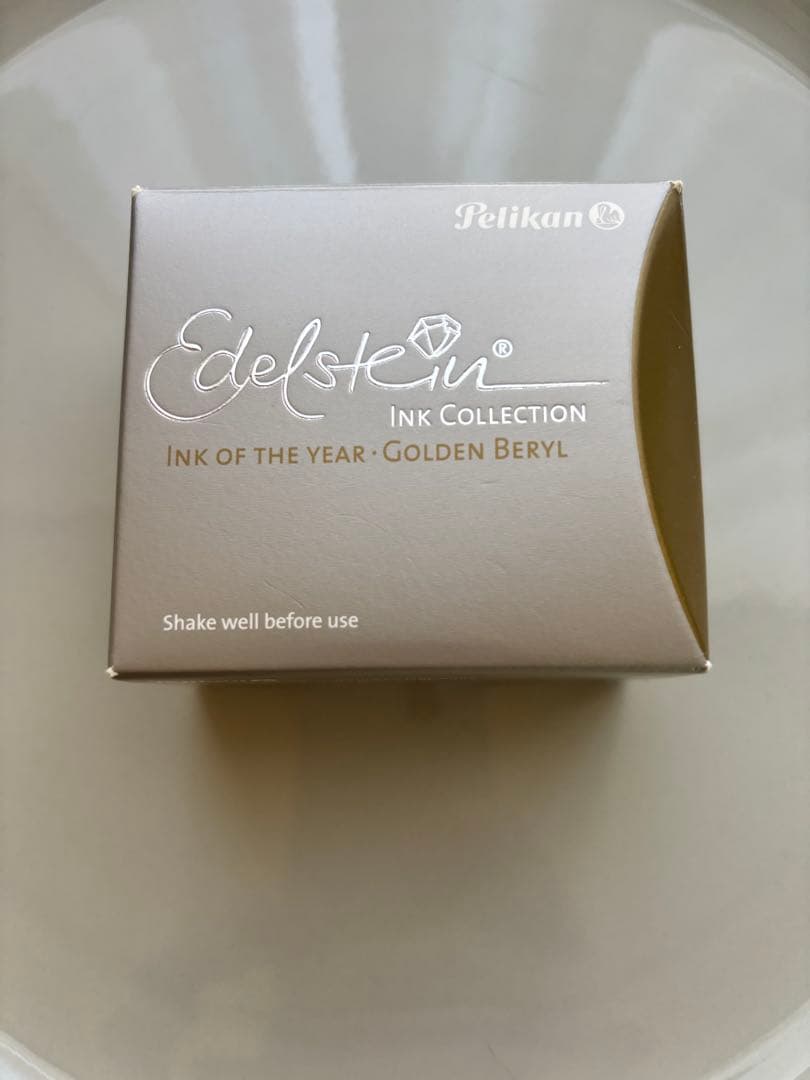 Pelikan
Edelstein®
INK COLLECTION
INK OF THE YEAR · GOLDEN BERYL
Shake well before use